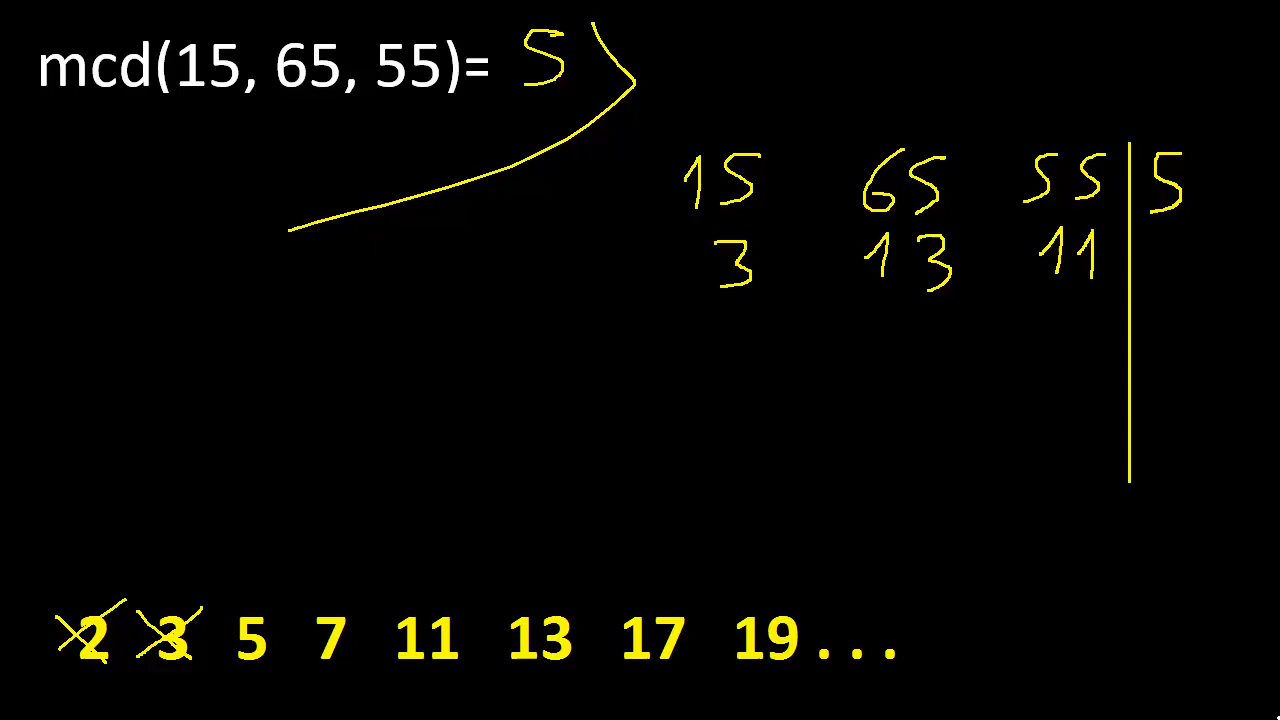 mcd(15, 65, 55)= 5
15 65 55 5
3 13 11
2 3 5 7 11 13 17 19 . . .